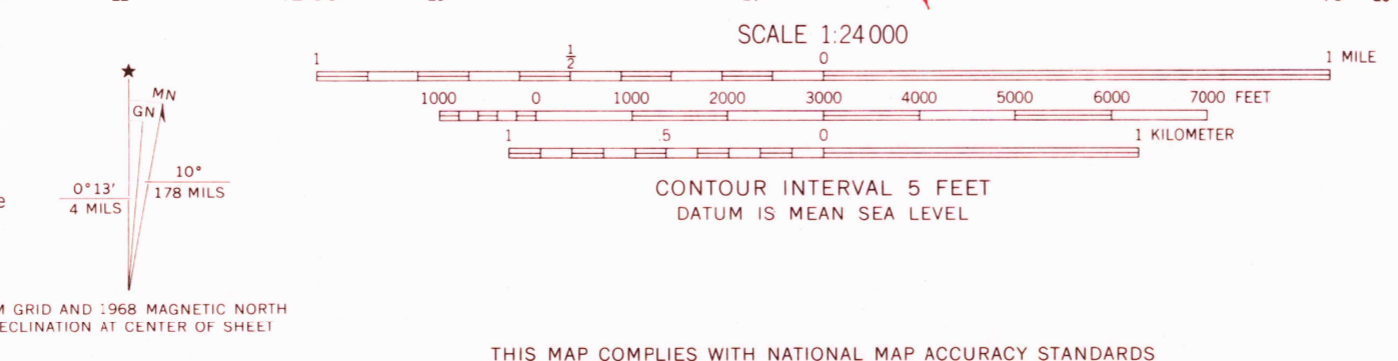 SCALE 1:24 000
1 ½ 0 1 MILE
1000 0 1000 2000 3000 4000 5000 6000 7000 FEET
1 .5 0 1 KILOMETER
CONTOUR INTERVAL 5 FEET
DATUM IS MEAN SEA LEVEL
MN
GN
10°
178 MILS
0°13'
4 MILS
GRID AND 1968 MAGNETIC NORTH
AT CENTER OF SHEET
THIS MAP COMPLIES WITH NATIONAL MAP ACCURACY STANDARDS